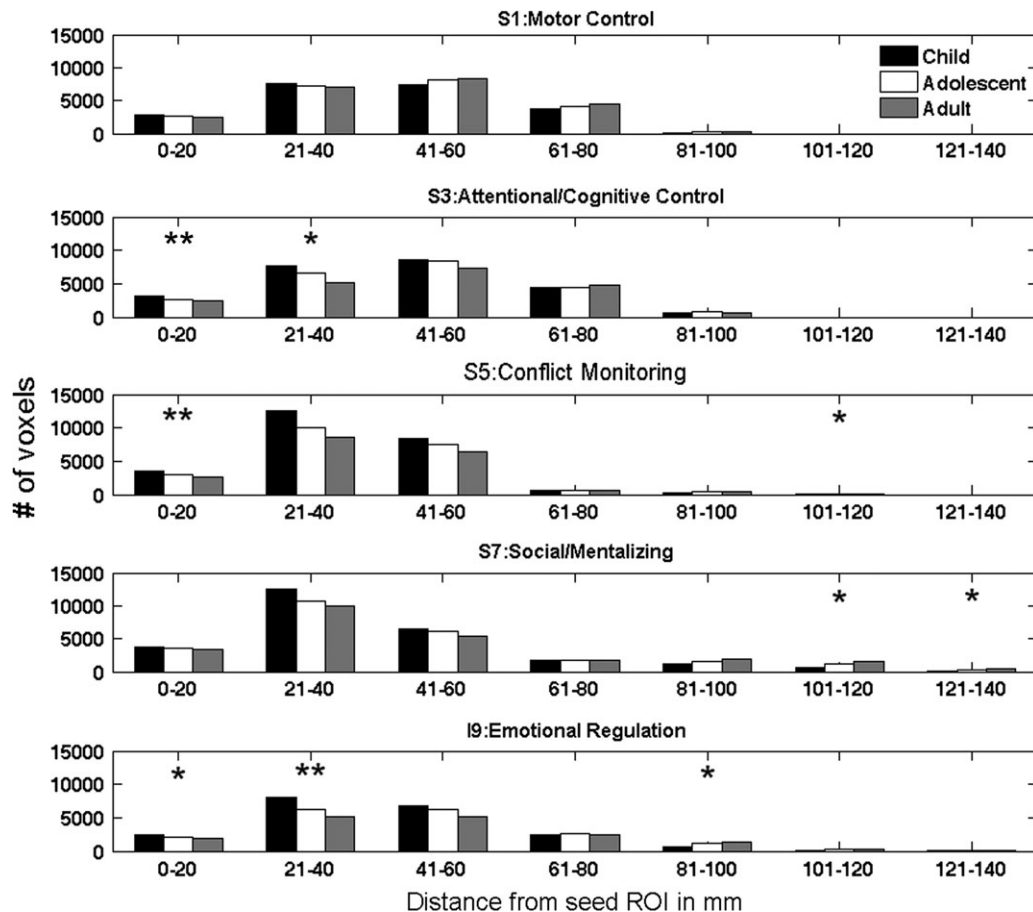 S1:Motor Control
15000
10000
5000
0
Child
Adolescent
Adult
0-20 21-40 41-60 61-80 81-100 101-120 121-140
S3:Attentional/Cognitive Control
15000
10000
5000
0
** *
0-20 21-40 41-60 61-80 81-100 101-120 121-140
# of voxels
S5:Conflict Monitoring
15000
10000
5000
0
** *
0-20 21-40 41-60 61-80 81-100 101-120 121-140
S7:Social/Mentalizing
15000
10000
5000
0
* *
0-20 21-40 41-60 61-80 81-100 101-120 121-140
I9:Emotional Regulation
15000
10000
5000
0
* ** *
0-20 21-40 41-60 61-80 81-100 101-120 121-140
Distance from seed ROI in mm